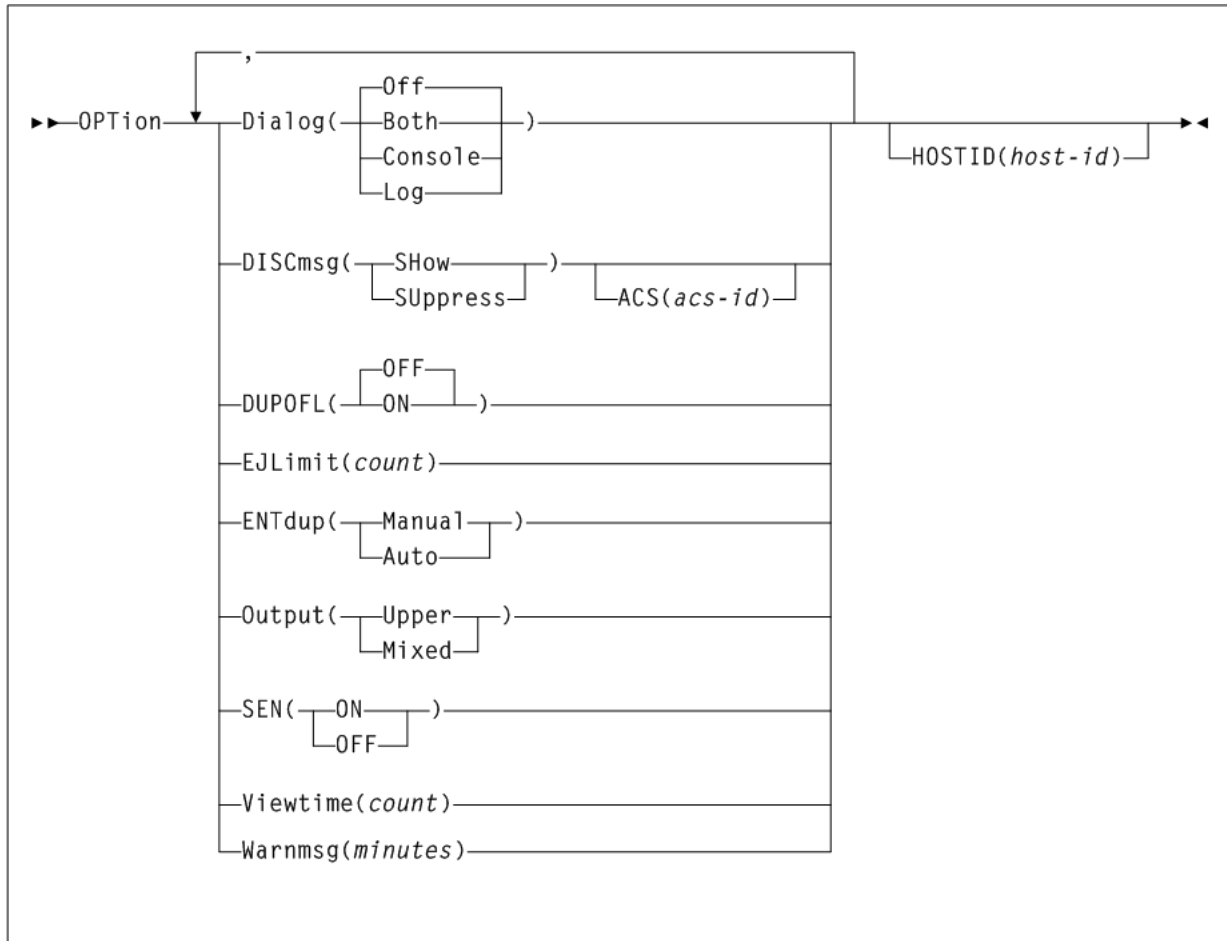 ,
OPTion Dialog( Off )
Both
Console
Log
HOSTID(host-id)
DISCmsg( SHow )
SUppress
ACS(acs-id)
DUPOFL( OFF )
ON
EJLimit(count)
ENTdup( Manual )
Auto
Output( Upper )
Mixed
SEN( ON )
OFF
Viewtime(count)
Warnmsg(minutes)